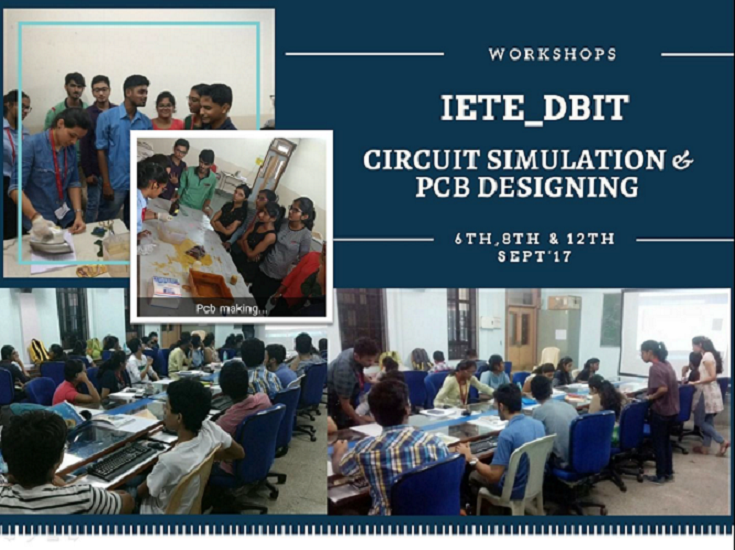 WORKSHOPS
IETE_DBIT
CIRCUIT SIMULATION &
PCB DESIGNING
6TH,8TH & 12TH
SEPT'17
Pcb making...